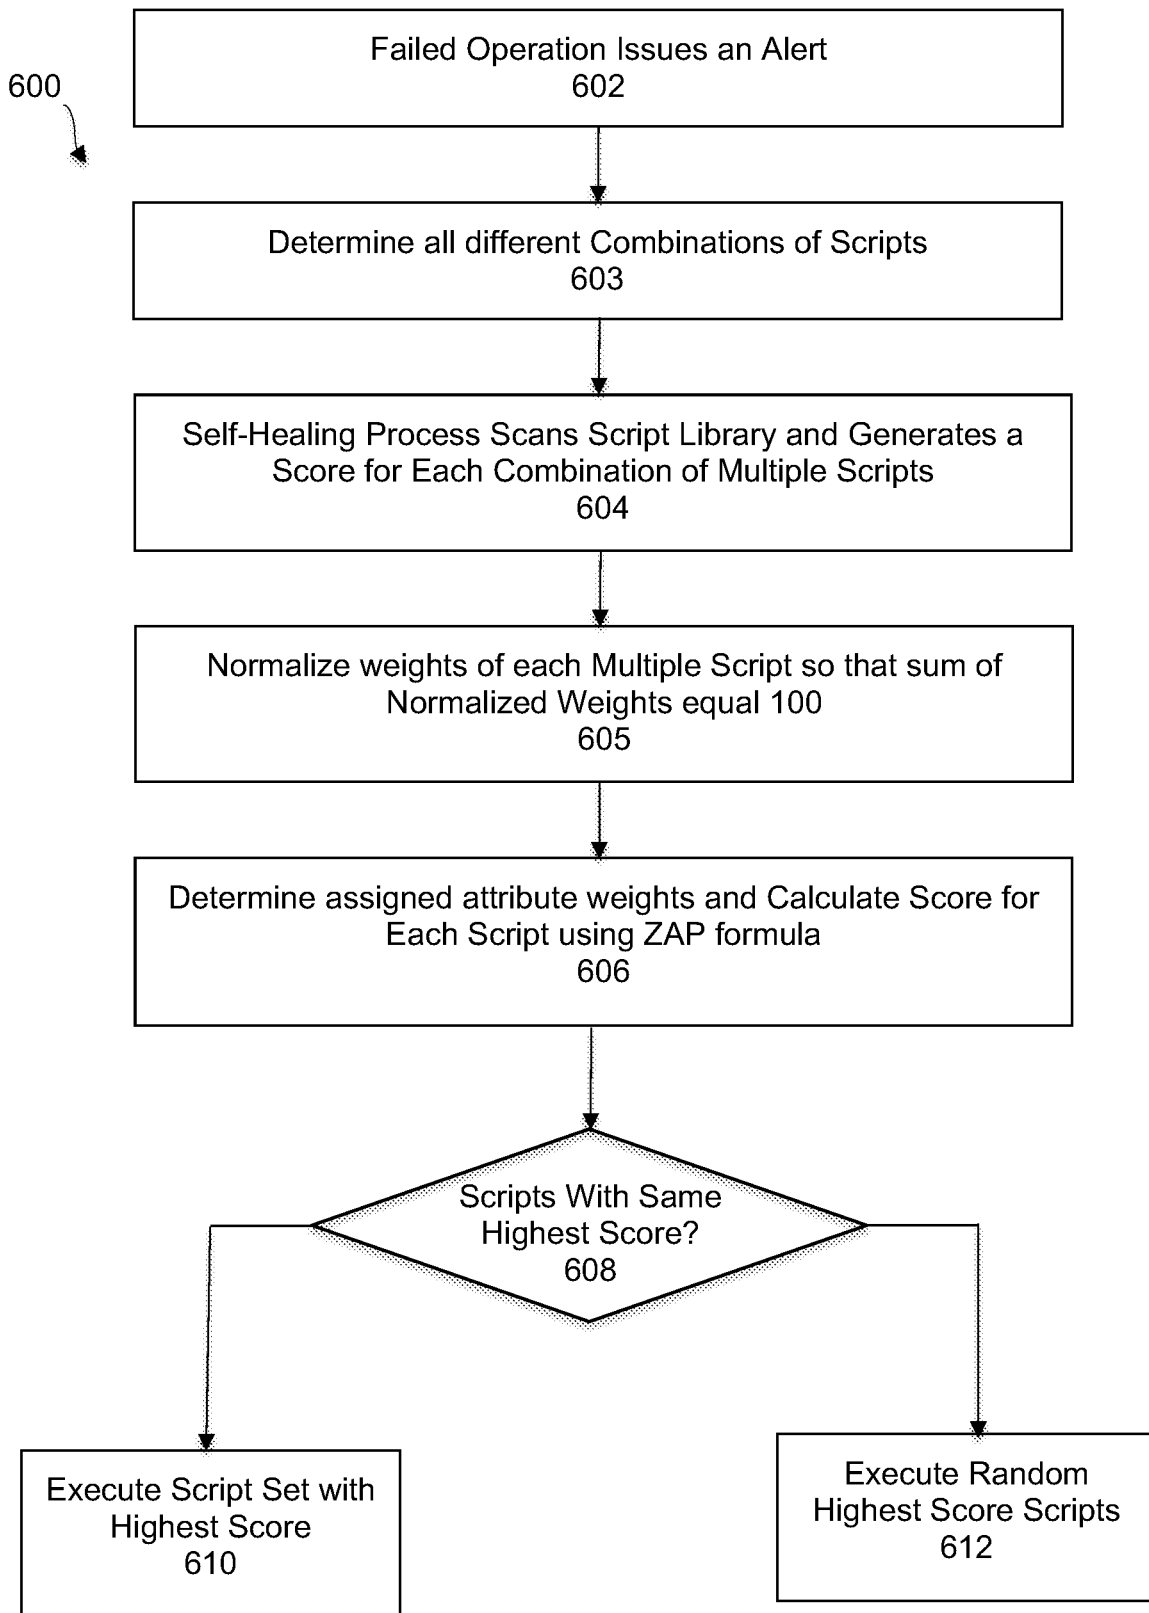 Failed Operation Issues an Alert
602
600
Determine all different Combinations of Scripts
603
Self-Healing Process Scans Script Library and Generates a
Score for Each Combination of Multiple Scripts
604
Normalize weights of each Multiple Script so that sum of
Normalized Weights equal 100
605
Determine assigned attribute weights and Calculate Score for
Each Script using ZAP formula
606
Scripts With Same
Highest Score?
608
Execute Script Set with
Highest Score
610
Execute Random
Highest Score Scripts
612